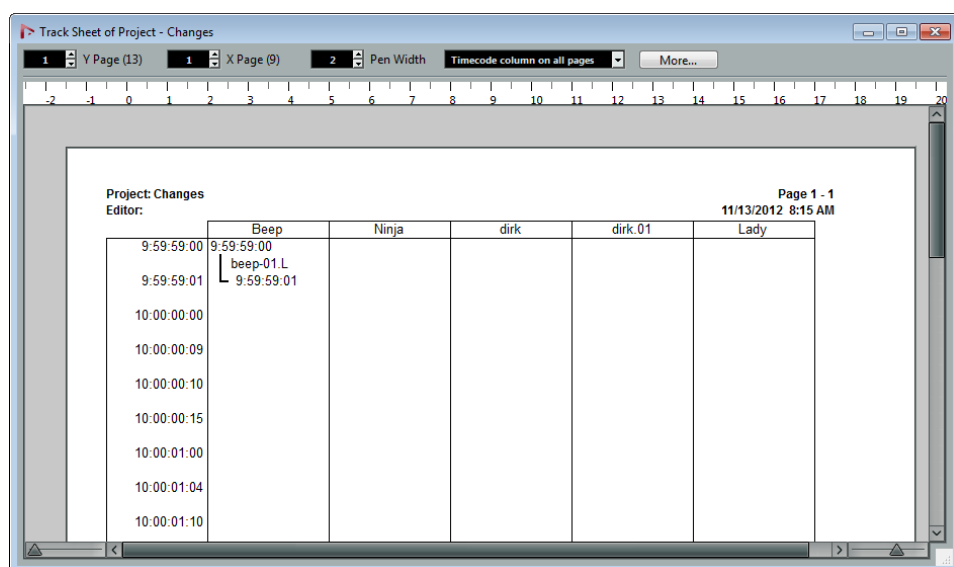 Track Sheet of Project - Changes
1 Y Page (13) 1 X Page (9) 2 Pen Width Timecode column on all pages More...
-2 -1 0 1 2 3 4 5 6 7 8 9 10 11 12 13 14 15 16 17 18 19 20
Project: Changes Page 1 - 1
Editor: 11/13/2012 8:15 AM
Beep Ninja dirk dirk.01 Lady
9:59:59:00 9:59:59:00
beep-01.L
9:59:59:01 9:59:59:01
10:00:00:00
10:00:00:09
10:00:00:10
10:00:00:15
10:00:01:00
10:00:01:04
10:00:01:10